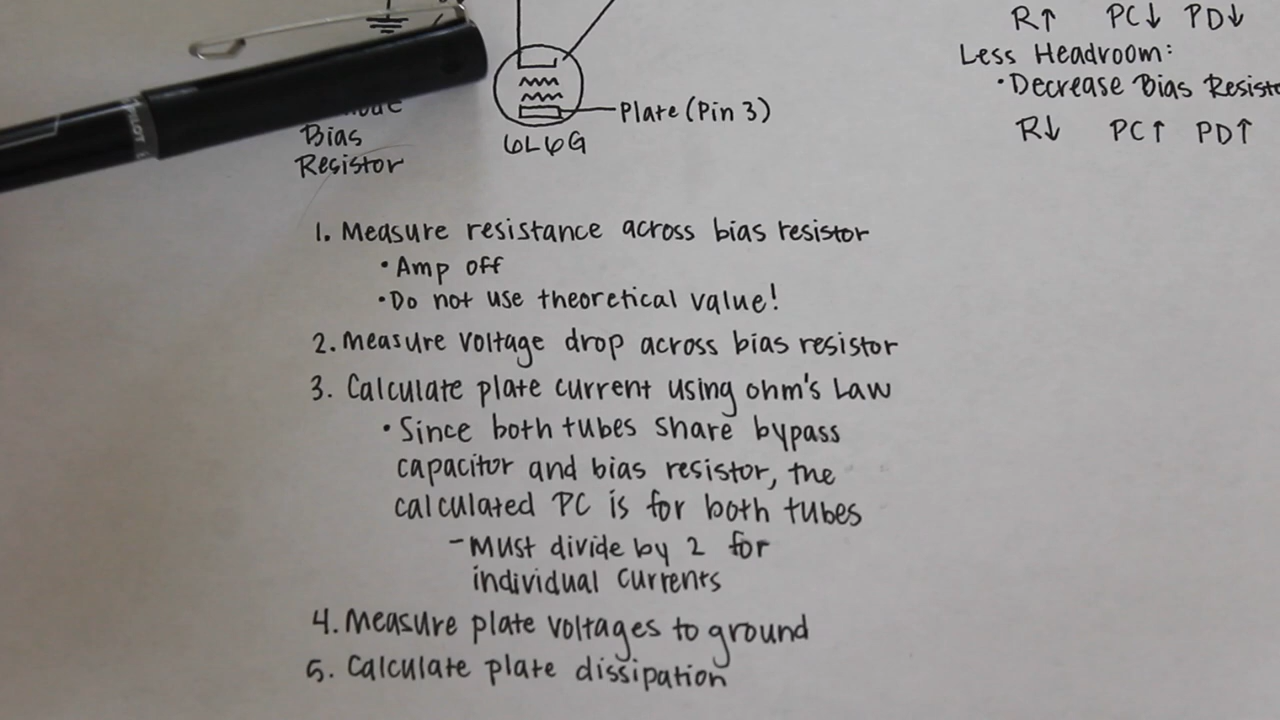 R↑ PC↓ PD↓
Less Headroom:
•Decrease Bias
R↓ PC↑ PD↑
Plate (Pin 3)
6L6G
Bias
Resistor
PILOT
1. Measure resistance across bias resistor
•Amp off
•Do not use theoretical value!
2. Measure voltage drop across bias resistor
3. Calculate plate current using ohm's Law
•Since both tubes share bypass
capacitor and bias resistor, the
calculated PC is for both tubes
-Must divide by 2 for
individual currents
4. Measure plate voltages to ground
5. Calculate plate dissipation